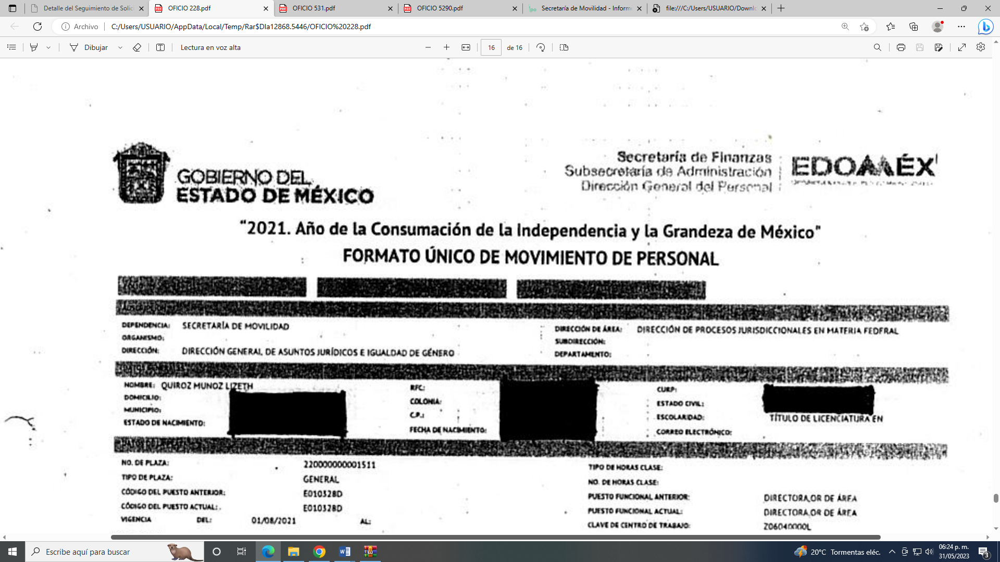 Detalle del Seguimiento de Solici
OFICIO 228.pdf
OFICIO 531.pdf
OFICIO 5290.pdf
Secretaría de Movilidad - Inform
file:///C:/Users/USUARIO/Downl
Archivo
C:/Users/USUARIO/AppData/Local/Temp/Rar$DIa12868.5446/OFICIO%20228.pdf
Dibujar
Lectura en voz alta
16 de 16
GOBIERNO DEL
ESTADO DE MÉXICO
Secretaría de Finanzas
Subsecretaría de Administración
Dirección General del Personal
EDOMÉX
"2021. Año de la Consumación de la Independencia y la Grandeza de México"
FORMATO ÚNICO DE MOVIMIENTO DE PERSONAL
DEPENDENCIA: SECRETARÍA DE MOVILIDAD
ORGANISMO:
DIRECCIÓN: DIRECCIÓN GENERAL DE ASUNTOS JURÍDICOS E IGUALDAD DE GÉNERO
DIRECCIÓN DE ÁREA: DIRECCIÓN DE PROCESOS JURISDICCIONALES EN MATERIA FEDERAL
SUBDIRECCIÓN:
DEPARTAMENTO:
NOMBRE: QUIROZ MUNOZ LIZETH
DOMICILIO:
MUNICIPIO:
ESTADO DE NACIMIENTO:
RFC:
COLONIA:
C.P.:
FECHA DE NACIMIENTO:
CURP:
ESTADO CIVIL:
ESCOLARIDAD: TÍTULO DE LICENCIATURA EN
CORREO ELECTRÓNICO:
NO. DE PLAZA: 220000000001511
TIPO DE PLAZA: GENERAL
CÓDIGO DEL PUESTO ANTERIOR: E010328D
CÓDIGO DEL PUESTO ACTUAL: E010328D
VIGENCIA DEL: 01/08/2021 AL:
TIPO DE HORAS CLASE:
NO. DE HORAS CLASE:
PUESTO FUNCIONAL ANTERIOR: DIRECTORA,OR DE ÁREA
PUESTO FUNCIONAL ACTUAL: DIRECTORA,OR DE ÁREA
CLAVE DE CENTRO DE TRABAJO: 206040000L
Escribe aquí para buscar
20°C Tormentas eléc.
06:24 p. m.
31/05/2023
3